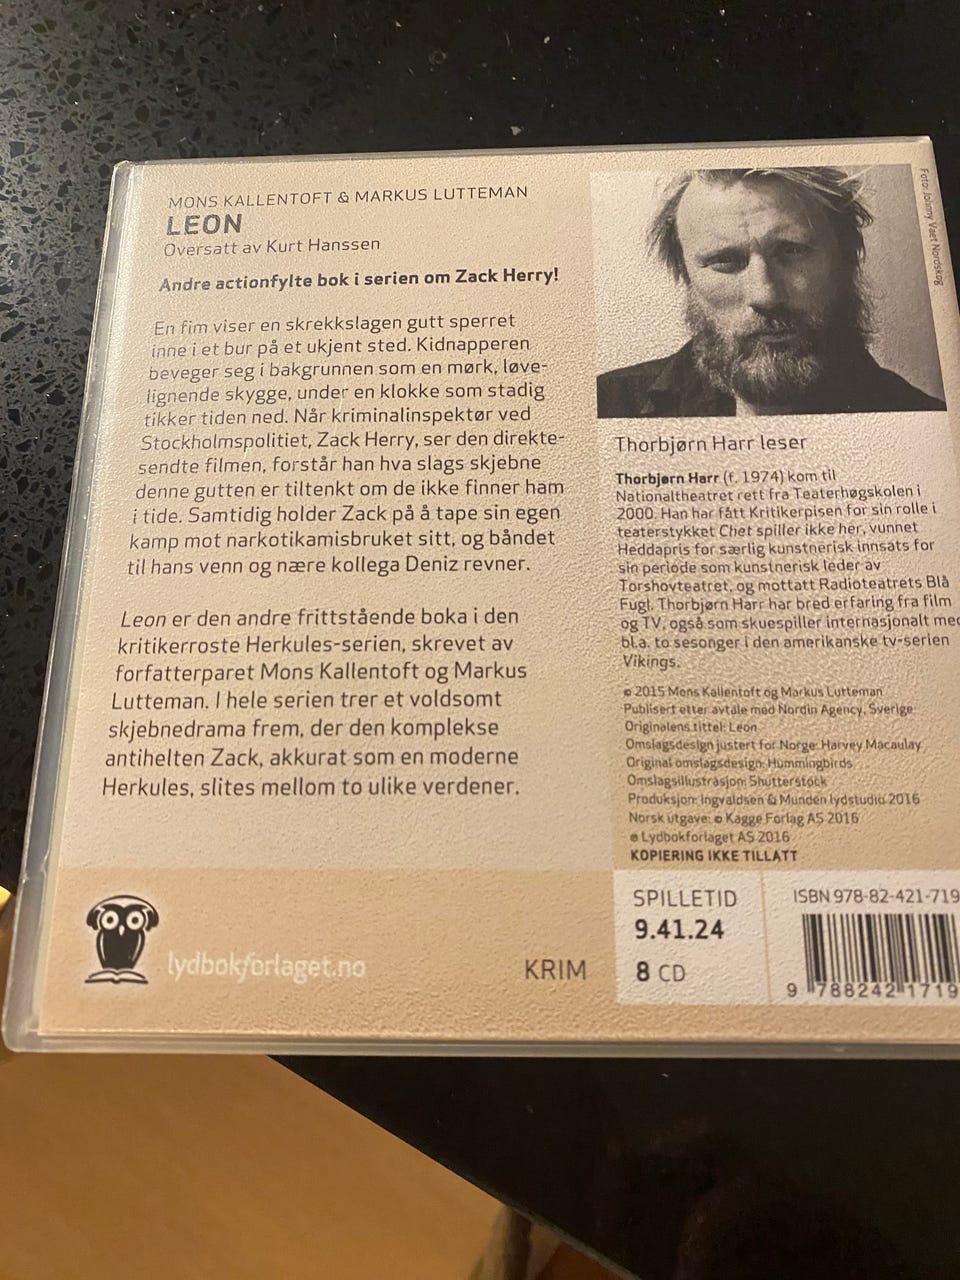 MONS KALLENTOFT & MARKUS LUTTEMAN
LEON
Oversatt av Kurt Hanssen
Andre actionfylte bok i serien om Zack Herry!
En fim viser en skrekkslagen gutt sperret
inne i et bur på et ukjent sted. Kidnapperen
beveger seg i bakgrunnen som en mørk, løve-
lignende skygge, under en klokke som stadig
tikker tiden ned. Når kriminalinspektør ved
Stockholmspolitiet, Zack Herry, ser den direkte-
sendte filmen, forstår han hva slags skjebne
denne gutten er tiltenkt om de ikke finner ham
i tide. Samtidig holder Zack på å tape sin egen
kamp mot narkotikamisbruket sitt, og båndet
til hans venn og nære kollega Deniz revner.
Leon er den andre frittstående boka i den
kritikerroste Herkules-serien, skrevet av
forfatterparet Mons Kallentoft og Markus
Lutteman. I hele serien trer et voldsomt
skjebnedrama frem, der den komplekse
antihelten Zack, akkurat som en moderne
Herkules, slites mellom to ulike verdener.
lydbokforlaget.no
KRIM
Foto: Johnny Vaet Nordskog
Thorbjørn Harr leser
Thorbjørn Harr (f. 1974) kom til
Nationaltheatret rett fra Teaterhøgskolen i
2000. Han har fått Kritikerpisen for sin rolle i
teaterstykket Chet spiller ikke her, vunnet
Heddapris for særlig kunstnerisk innsats for
sin periode som kunstnerisk leder av
Torshovteatret, og mottatt Radioteatrets Blå
Fugl. Thorbjørn Harr har bred erfaring fra film
og TV, også som skuespiller internasjonalt med
bl.a. to sesonger i den amerikanske tv-serien
Vikings.
© 2015 Mons Kallentoft og Markus Lutteman
Publisert etter avtale med Nordin Agency, Sverige
Originalens tittel: Leon
Omslagsdesign justert for Norge: Harvey Macaulay
Original omslagsdesign: Hummingbirds
Omslagsillustrasjon: Shutterstock
Produksjon: Ingvaldsen & Munden lydstudio 2016
Norsk utgave: © Kagge Forlag AS 2016
℗ Lydbokforlaget AS 2016
KOPIERING IKKE TILLATT
SPILLETID
9.41.24
8 CD
ISBN 978-82-421-719
9 788242 1719